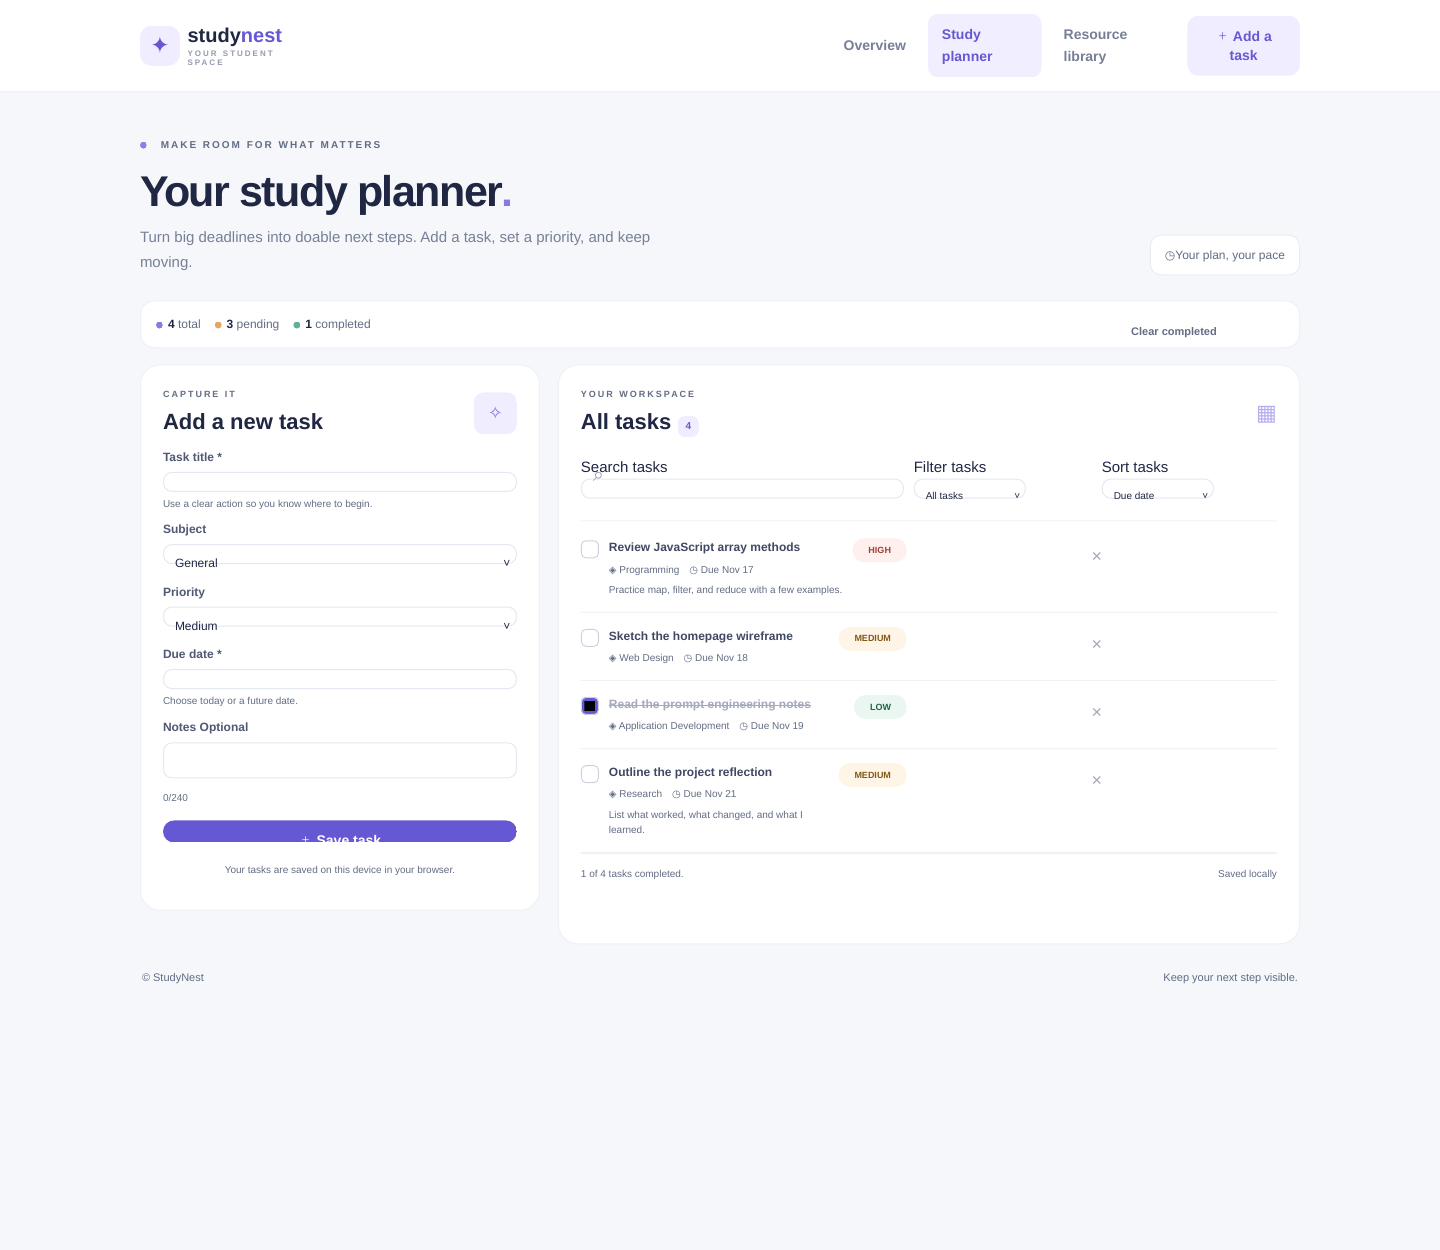 ✦ studynest
YOUR STUDENT
SPACE
Overview
Study
planner
Resource
library
+ Add a
task
MAKE ROOM FOR WHAT MATTERS
Your study planner.
Turn big deadlines into doable next steps. Add a task, set a priority, and keep
moving.
◷Your plan, your pace
4 total 3 pending 1 completed
Clear completed
CAPTURE IT
Add a new task
✧
Task title *
Use a clear action so you know where to begin.
Subject
General
Priority
Medium
Due date *
Choose today or a future date.
Notes Optional
0/240
+ Save task
Your tasks are saved on this device in your browser.
YOUR WORKSPACE
All tasks 4
▦
Search tasks
⌕
Filter tasks
All tasks
Sort tasks
Due date
Review JavaScript array methods
HIGH
×
◈ Programming ◷ Due Nov 17
Practice map, filter, and reduce with a few examples.
Sketch the homepage wireframe
MEDIUM
×
◈ Web Design ◷ Due Nov 18
Read the prompt engineering notes
LOW
×
◈ Application Development ◷ Due Nov 19
Outline the project reflection
MEDIUM
×
◈ Research ◷ Due Nov 21
List what worked, what changed, and what I
learned.
1 of 4 tasks completed.
Saved locally
© StudyNest
Keep your next step visible.